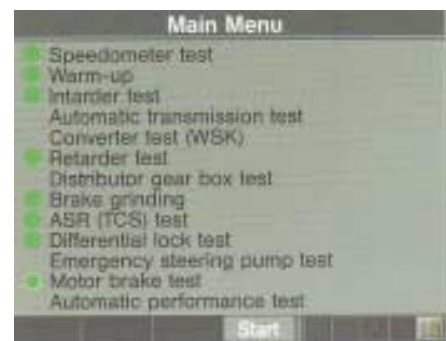 Main Menu
Speedometer test
Warm-up
Intarder test
Automatic transmission test
Converter test (WSK)
Retarder test
Distributor gear box test
Brake grinding
ASR (TCS) test
Differential lock test
Emergency steering pump test
Motor brake test
Automatic performance test
Start